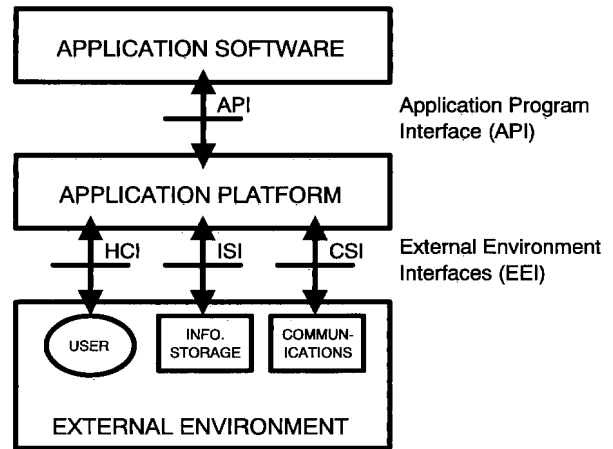 APPLICATION SOFTWARE
API
Application Program
Interface (API)
APPLICATION PLATFORM
HCI
ISI
CSI
External Environment
Interfaces (EEI)
USER
INFO.
STORAGE
COMMUN-
ICATIONS
EXTERNAL ENVIRONMENT